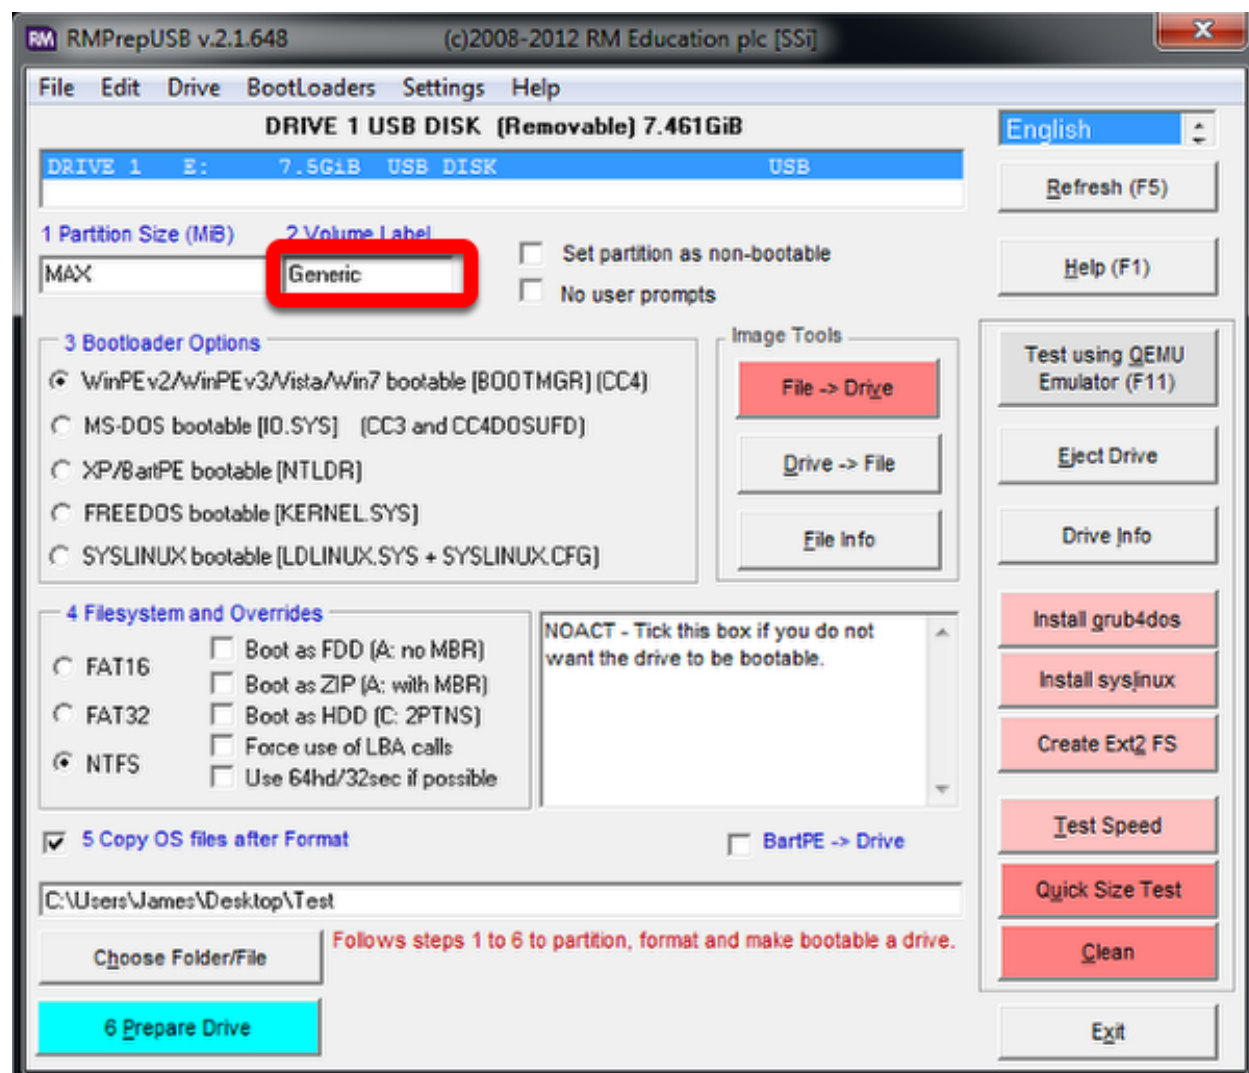 RM RMPrepUSB v.2.1.648 (c)2008-2012 RM Education plc [SSi]
File Edit Drive BootLoaders Settings Help
DRIVE 1 USB DISK (Removable) 7.461GiB
English
DRIVE 1 E: 7.5GiB USB DISK USB
Refresh (F5)
1 Partition Size (MiB) 2 Volume Label
MAX
Generic
Set partition as non-bootable
No user prompts
Help (F1)
3 Bootloader Options
WinPEv2/WinPEv3/Vista/Win7 bootable [BOOTMGR] (CC4)
MS-DOS bootable [IO.SYS] (CC3 and CC4DOSUFD)
XP/BartPE bootable [NTLDR]
FREEDOS bootable [KERNEL.SYS]
SYSLINUX bootable [LDLINUX.SYS + SYSLINUX.CFG]
Image Tools
File -> Drive
Drive -> File
File Info
Test using QEMU
Emulator (F11)
Eject Drive
Drive Info
4 Filesystem and Overrides
FAT16
FAT32
NTFS
Boot as FDD (A: no MBR)
Boot as ZIP (A: with MBR)
Boot as HDD (C: 2PTNS)
Force use of LBA calls
Use 64hd/32sec if possible
NOACT - Tick this box if you do not
want the drive to be bootable.
Install grub4dos
Install syslinux
Create Ext2 FS
5 Copy OS files after Format
BartPE -> Drive
Test Speed
C:\Users\James\Desktop\Test
Quick Size Test
Choose Folder/File
Follows steps 1 to 6 to partition, format and make bootable a drive.
Clean
6 Prepare Drive
Exit